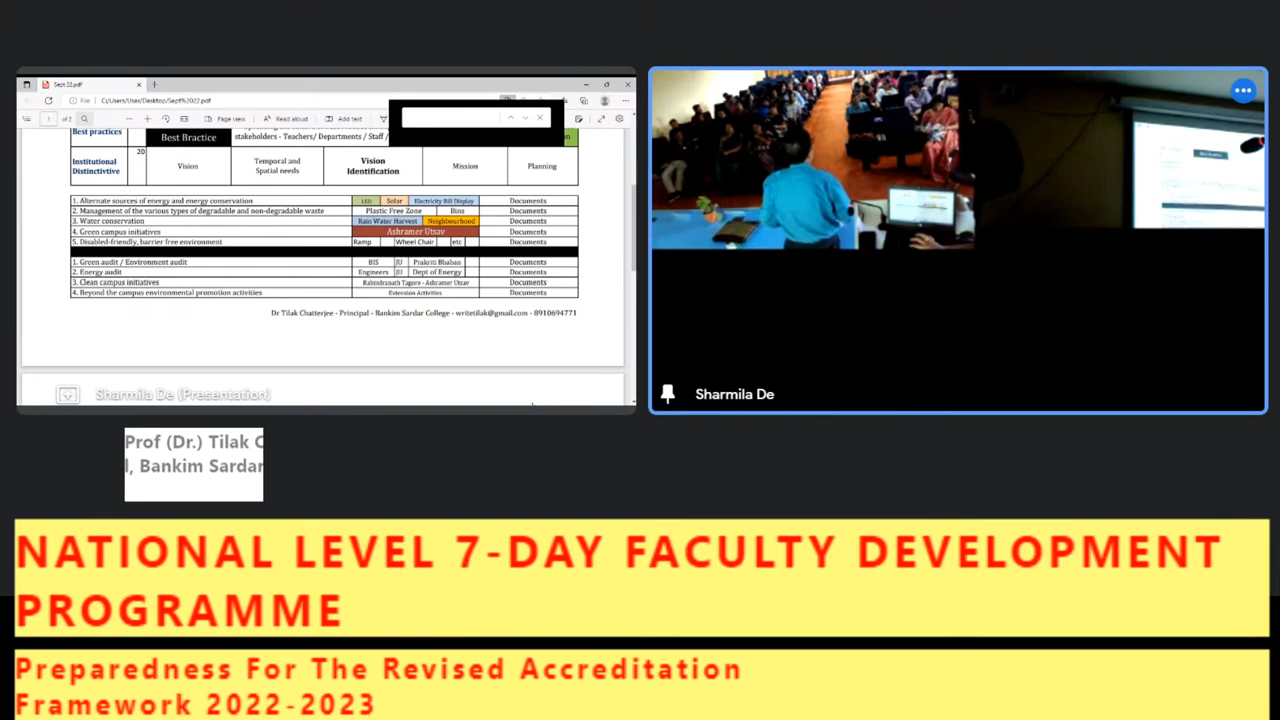 Sept 22.pdf
File C:/Users/User/Desktop/Sept%2022.pdf
1 of 2 Page view Read aloud Add text
Best practices Best Bractice stakeholders - Teachers/ Departments / Staff /
Institutional Distinctivtive 20 Vision Temporal and Spatial needs Vision Identification Mission Planning
1. Alternate sources of energy and energy conservation LED Solar Electricity Bill Display Documents
2. Management of the various types of degradable and non-degradable waste Plastic Free Zone Bins Documents
3. Water conservation Rain Water Harvest Neighbourhood Documents
4. Green campus initiatives Ashramer Utsav Documents
5. Disabled-friendly, barrier free environment Ramp Wheel Chair etc Documents
1. Green audit / Environment audit BIS JU Prakriti Bhaban Documents
2. Energy audit Engineers JU Dept of Energy Documents
3. Clean campus initiatives Rabindranath Tagore - Ashramer Utsav Documents
4. Beyond the campus environmental promotion activities Extension Activities Documents
Dr Tilak Chatterjee - Principal - Bankim Sardar College - writetilak@gmail.com - 8910694771
Sharmila De (Presentation)
Sharmila De
Prof (Dr.) Tilak C
l, Bankim Sardar
NATIONAL LEVEL 7-DAY FACULTY DEVELOPMENT
PROGRAMME
Preparedness For The Revised Accreditation
Framework 2022-2023